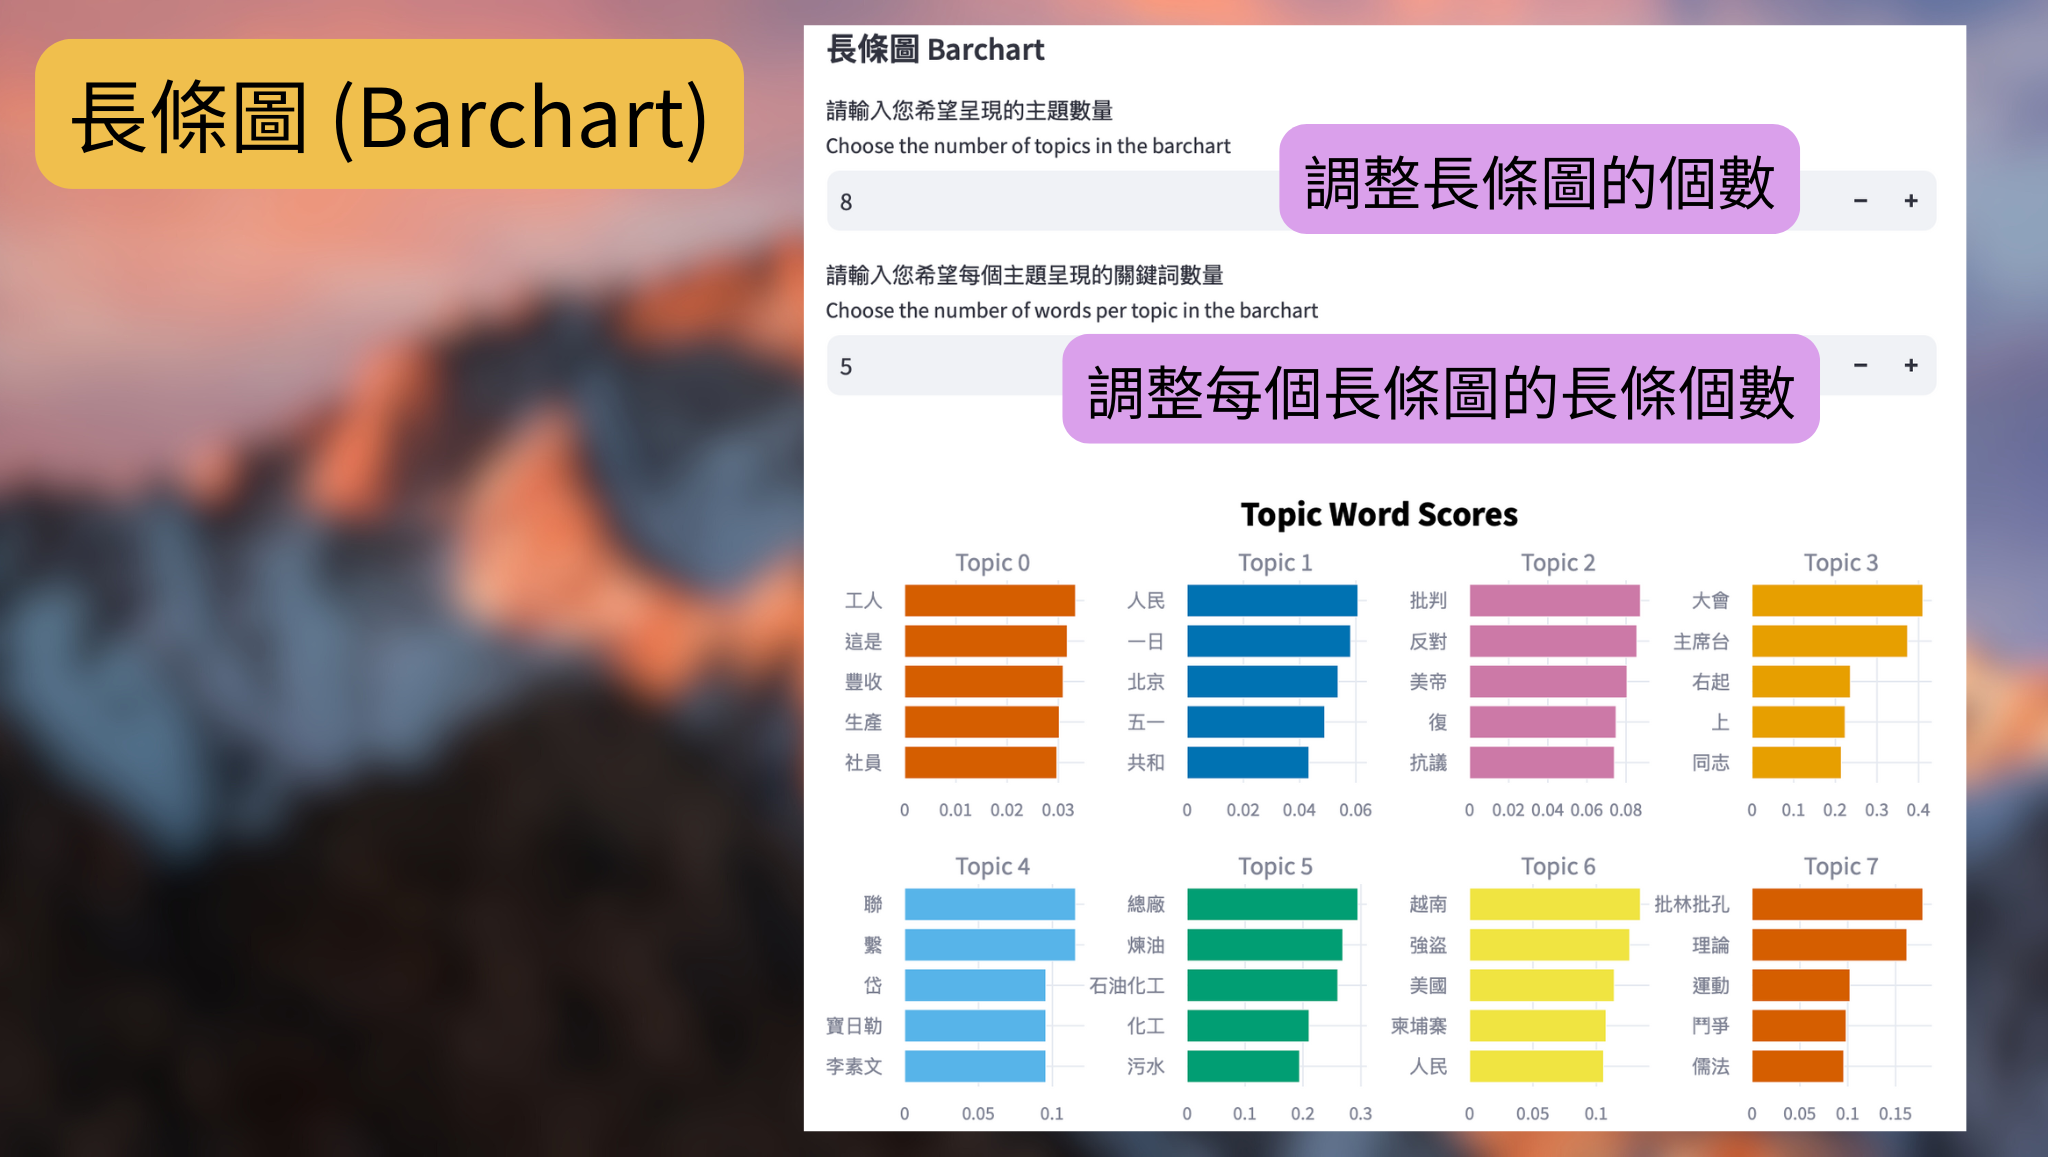 長條圖 (Barchart)
長條圖 Barchart
請輸入您希望呈現的主題數量
Choose the number of topics in the barchart
8
調整長條圖的個數
− +
請輸入您希望每個主題呈現的關鍵詞數量
Choose the number of words per topic in the barchart
5
調整每個長條圖的長條個數
− +
Topic Word Scores
Topic 0
工人
這是
豐收
生產
社員
0 0.01 0.02 0.03
Topic 1
人民
一日
北京
五一
共和
0 0.02 0.04 0.06
Topic 2
批判
反對
美帝
復
抗議
0 0.02 0.04 0.06 0.08
Topic 3
大會
主席台
右起
上
同志
0 0.1 0.2 0.3 0.4
Topic 4
聯
繫
岱
寶日勒
李素文
0 0.05 0.1
Topic 5
總廠
煉油
石油化工
化工
污水
0 0.1 0.2 0.3
Topic 6
越南
強盜
美國
柬埔寨
人民
0 0.05 0.1
Topic 7
批林批孔
理論
運動
鬥爭
儒法
0 0.05 0.1 0.15